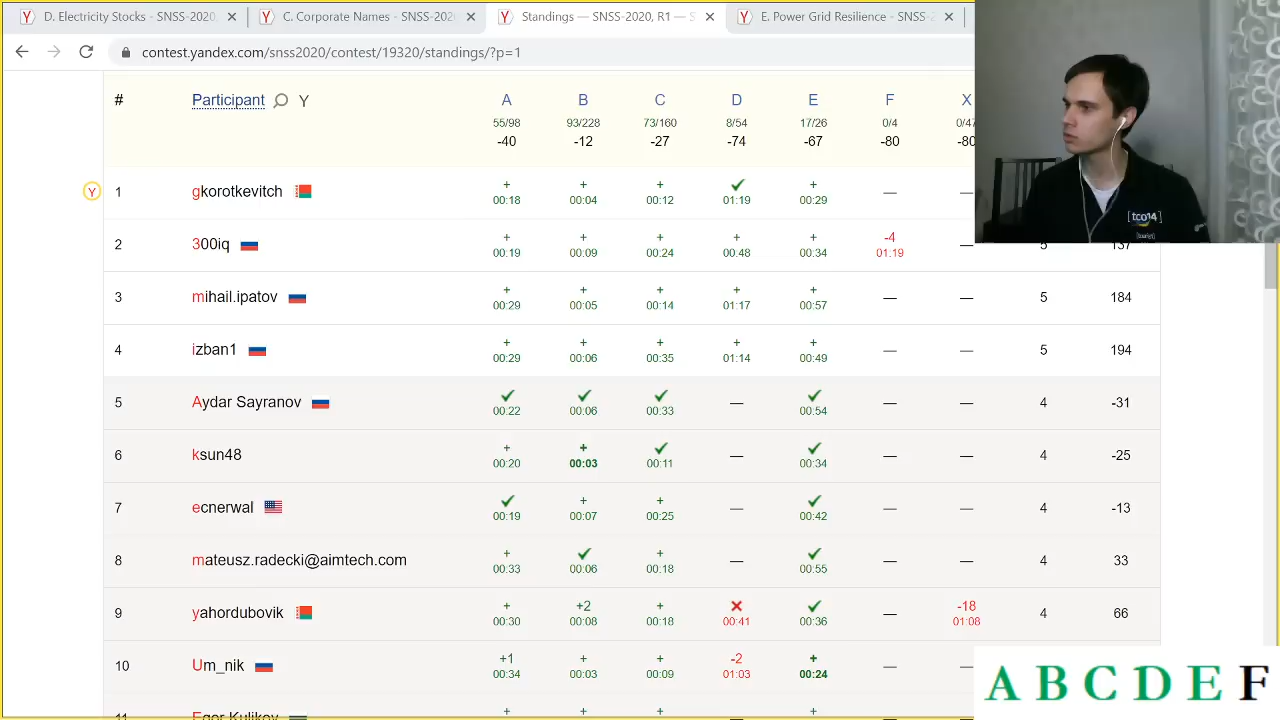 D. Electricity Stocks - SNSS-2020, C. Corporate Names - SNSS-202 Standings — SNSS-2020, R1 — S E. Power Grid Resilience - SNSS-2
contest.yandex.com/snss2020/contest/19320/standings/?p=1
# Participant Y A B C D E F X
55/98 93/228 73/160 8/54 17/26 0/4 0/47
-40 -12 -27 -74 -67 -80 -80
Y 1 gkorotkevitch + + + ✓ + — —
00:18 00:04 00:12 01:19 00:29
2 300iq + + + + + -4 — 5 137
00:19 00:09 00:24 00:48 00:34 01:19
3 mihail.ipatov + + + + + — — 5 184
00:29 00:05 00:14 01:17 00:57
4 izban1 + + + + + — — 5 194
00:29 00:06 00:35 01:14 00:49
5 Aydar Sayranov ✓ ✓ ✓ — ✓ — — 4 -31
00:22 00:06 00:33 00:54
6 ksun48 + + ✓ — ✓ — — 4 -25
00:20 00:03 00:11 00:34
7 ecnerwal ✓ + + — ✓ — — 4 -13
00:19 00:07 00:25 00:42
8 mateusz.radecki@aimtech.com + ✓ + — ✓ — — 4 33
00:33 00:06 00:18 00:55
9 yahordubovik + +2 + ✗ ✓ — -18 4 66
00:30 00:08 00:18 00:41 00:36 01:08
10 Um_nik +1 + + -2 + — —
00:34 00:03 00:09 01:03 00:24
11 Egor Kulikov + + + +
[tco14]
ABCDEF